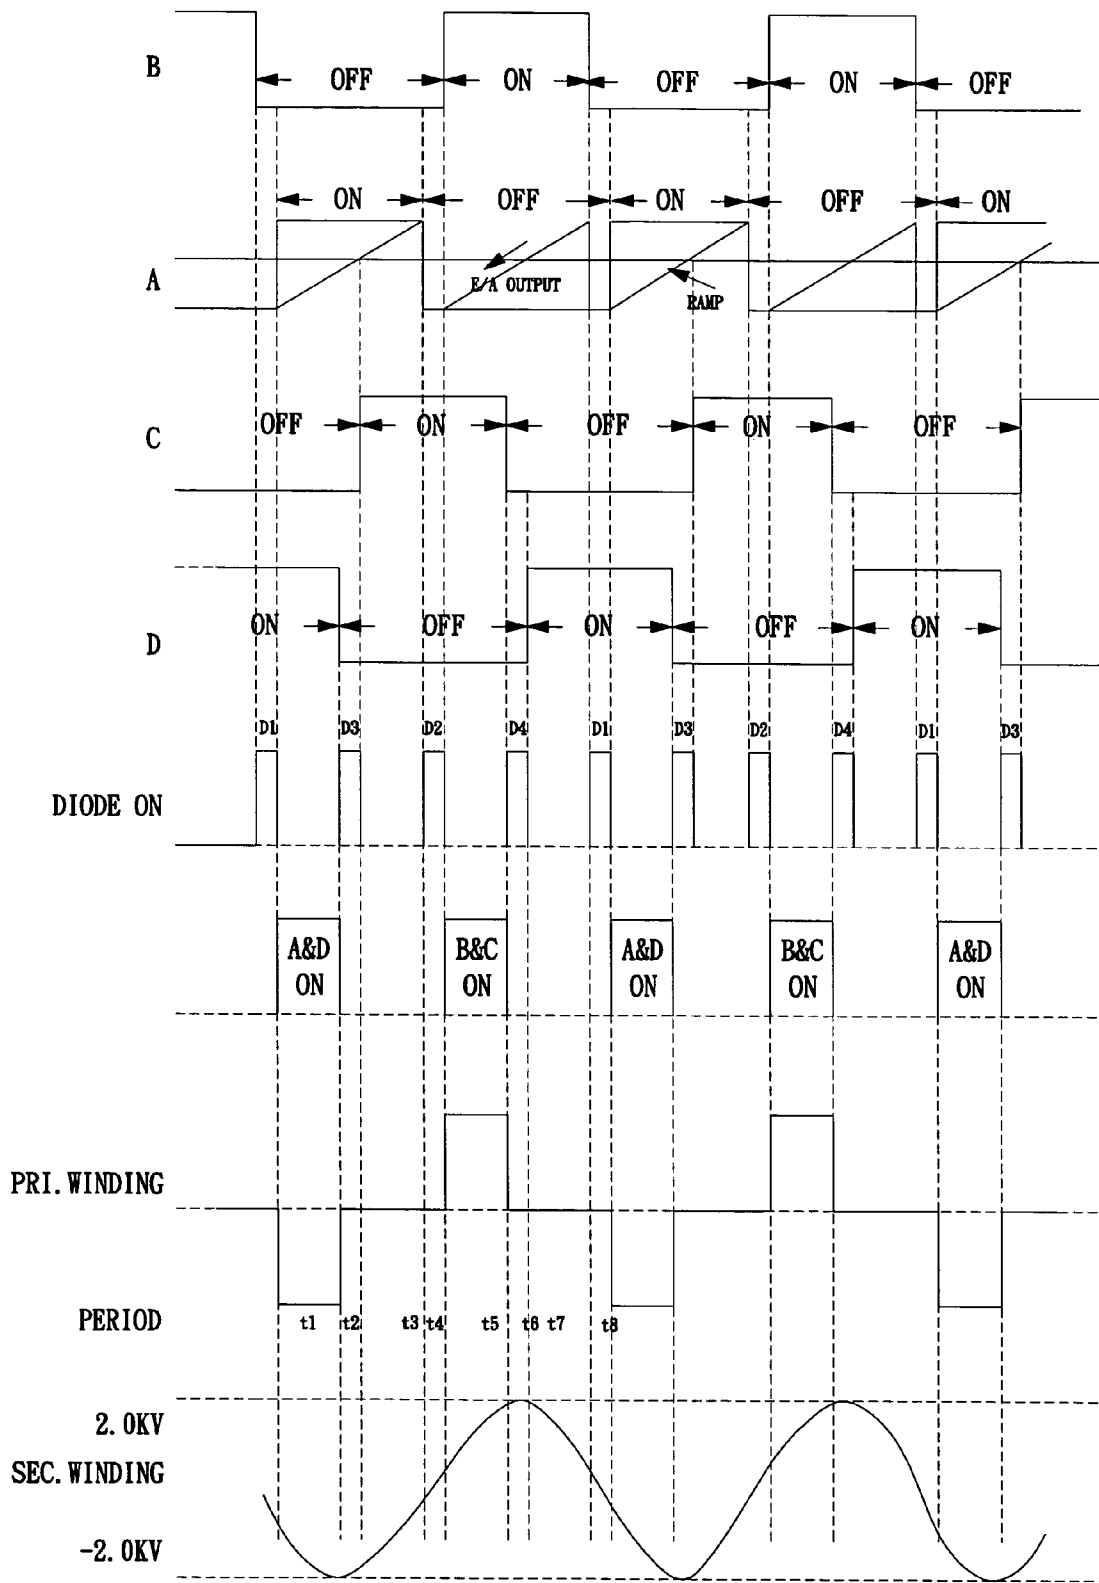 B
OFF ON OFF ON OFF
ON OFF ON OFF ON
A
E/A OUTPUT
RAMP
OFF ON OFF ON OFF
C
ON OFF ON OFF ON
D
D1 D3 D2 D4 D1 D3 D2 D4 D1 D3
DIODE ON
A&D ON
B&C ON
A&D ON
B&C ON
A&D ON
PRI.WINDING
PERIOD t1 t2 t3 t4 t5 t6 t7 t8
2.0KV
SEC.WINDING
-2.0KV